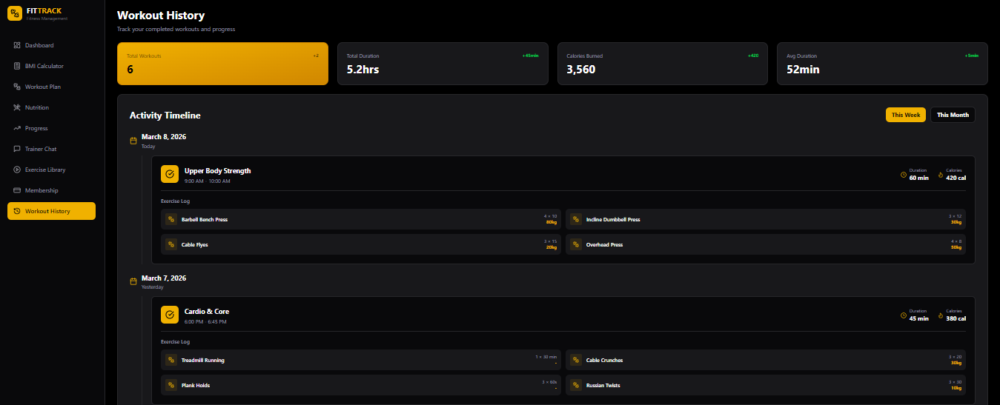 FITTRACK
Fitness Management
Dashboard
BMI Calculator
Workout Plan
Nutrition
Progress
Trainer Chat
Exercise Library
Membership
Workout History
Workout History
Track your completed workouts and progress
Total Workouts +2
6
Total Duration +45min
5.2hrs
Calories Burned +420
3,560
Avg Duration +5min
52min
Activity Timeline
This Week This Month
March 8, 2026
Today
Upper Body Strength
9:00 AM - 10:00 AM
Duration
60 min
Calories
420 cal
Exercise Log
Barbell Bench Press
4 × 10
80kg
Incline Dumbbell Press
3 × 12
30kg
Cable Flyes
3 × 15
20kg
Overhead Press
4 × 8
50kg
March 7, 2026
Yesterday
Cardio & Core
6:00 PM - 6:45 PM
Duration
45 min
Calories
380 cal
Exercise Log
Treadmill Running
1 × 30 min
-
Cable Crunches
3 × 20
30kg
Plank Holds
3 × 60s
-
Russian Twists
3 × 30
10kg